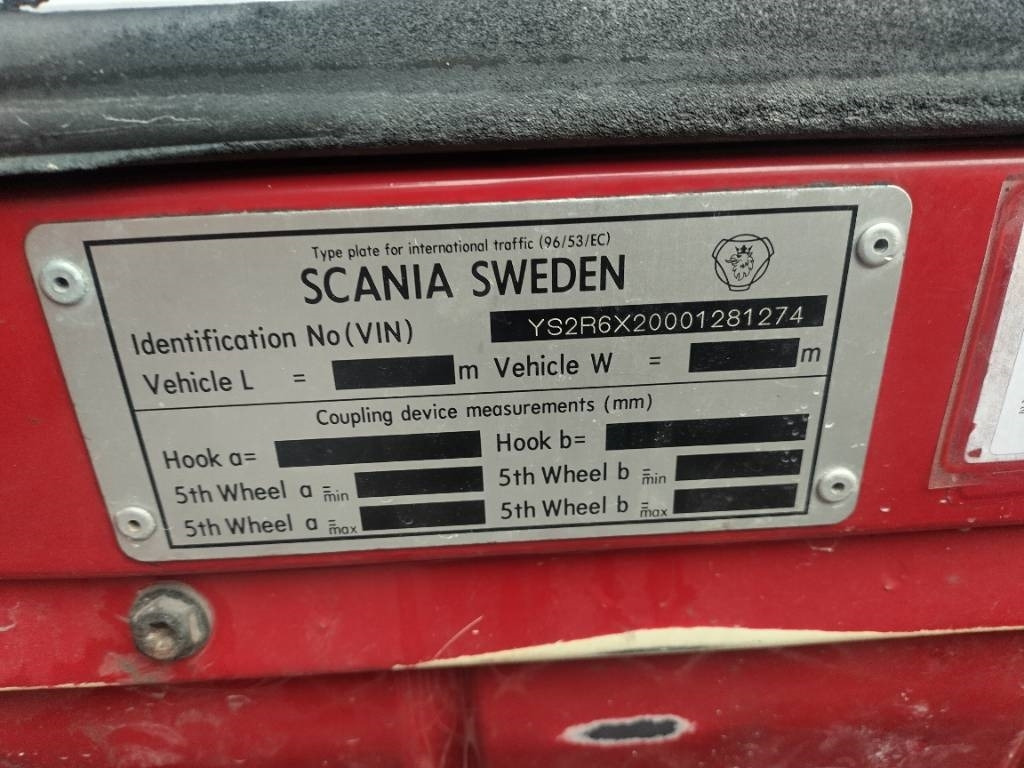 Type plate for international traffic (96/53/EC)
SCANIA SWEDEN
Identification No (VIN) YS2R6X20001281274
Vehicle L = m Vehicle W = m
Coupling device measurements (mm)
Hook a= Hook b=
5th Wheel a = min 5th Wheel b = min
5th Wheel a = max 5th Wheel b = max